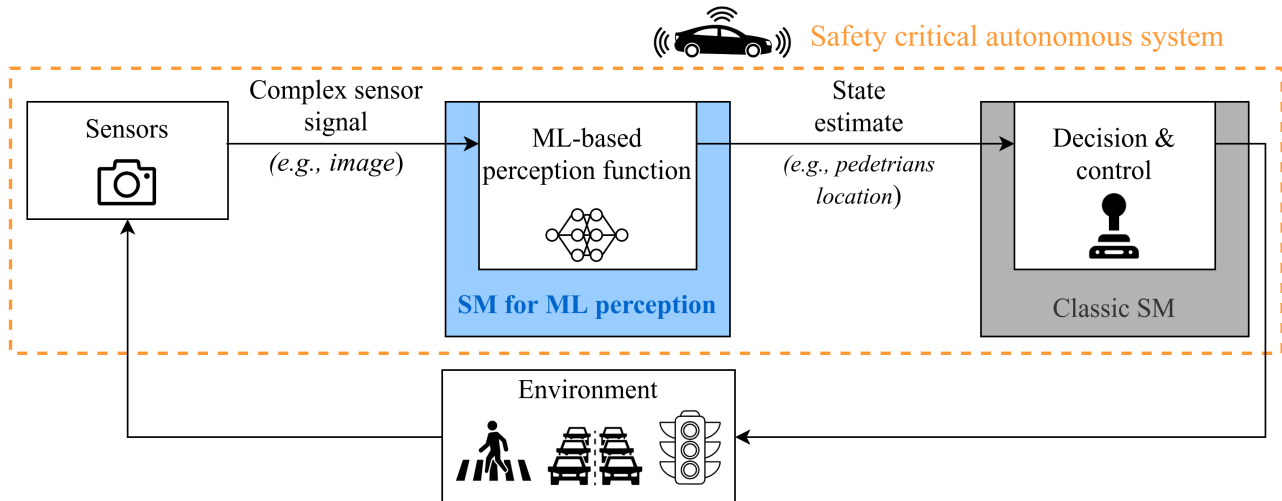 Safety critical autonomous system
Sensors
Complex sensor
signal
(e.g., image)
ML-based
perception function
SM for ML perception
State
estimate
(e.g., pedetrians
location)
Decision &
control
Classic SM
Environment